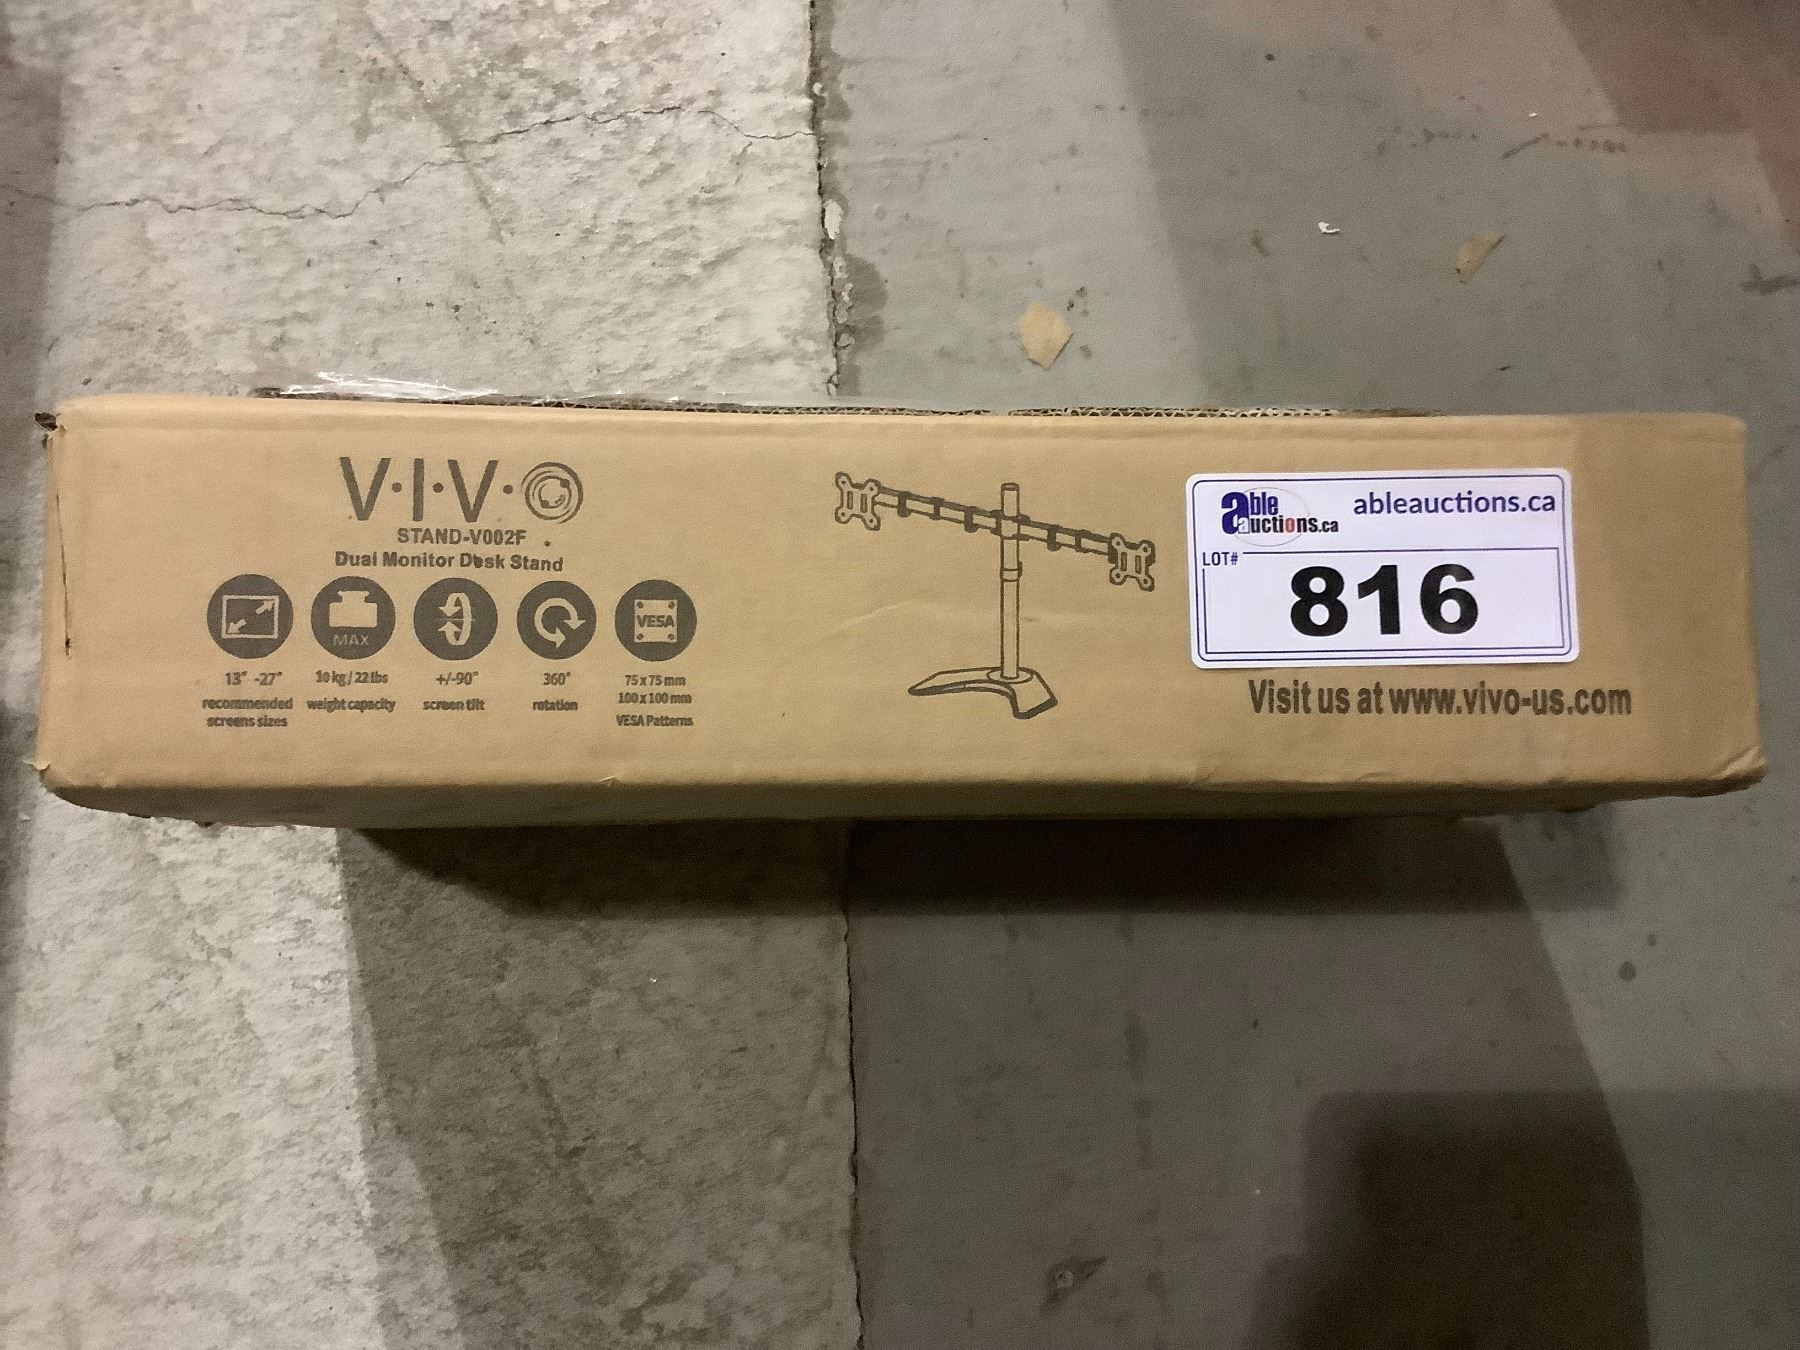 V·I·V·O
STAND-V002F
Dual Monitor Desk Stand
MAX
VESA
13" -27"
recommended
screens sizes
10 kg / 22 lbs
weight capacity
+/-90°
screen tilt
360°
rotation
75 x 75 mm
100 x 100 mm
VESA Patterns
able
auctions.ca
ableauctions.ca
LOT#
816
Visit us at www.vivo-us.com